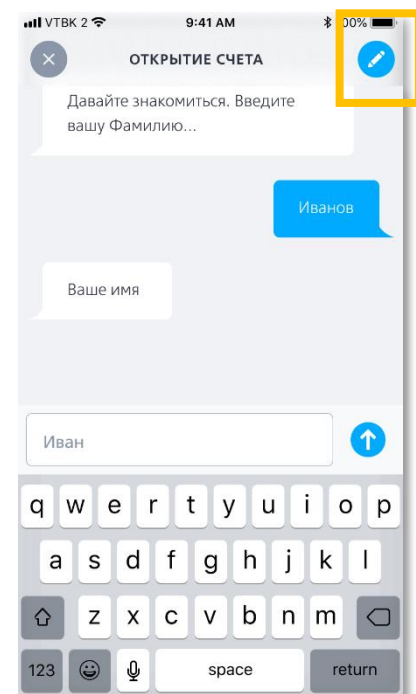 VTBK 2 9:41 AM 100%
ОТКРЫТИЕ СЧЕТА
Давайте знакомиться. Введите
вашу Фамилию...
Иванов
Ваше имя
Иван
q w e r t y u i o p
a s d f g h j k l
z x c v b n m
123 space return